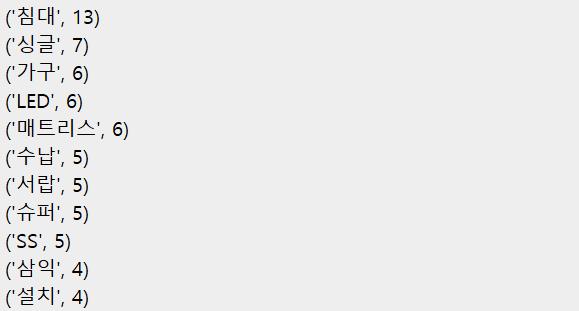 ('침대', 13)
('싱글', 7)
('가구', 6)
('LED', 6)
('매트리스', 6)
('수납', 5)
('서랍', 5)
('슈퍼', 5)
('SS', 5)
('삼익', 4)
('설치', 4)